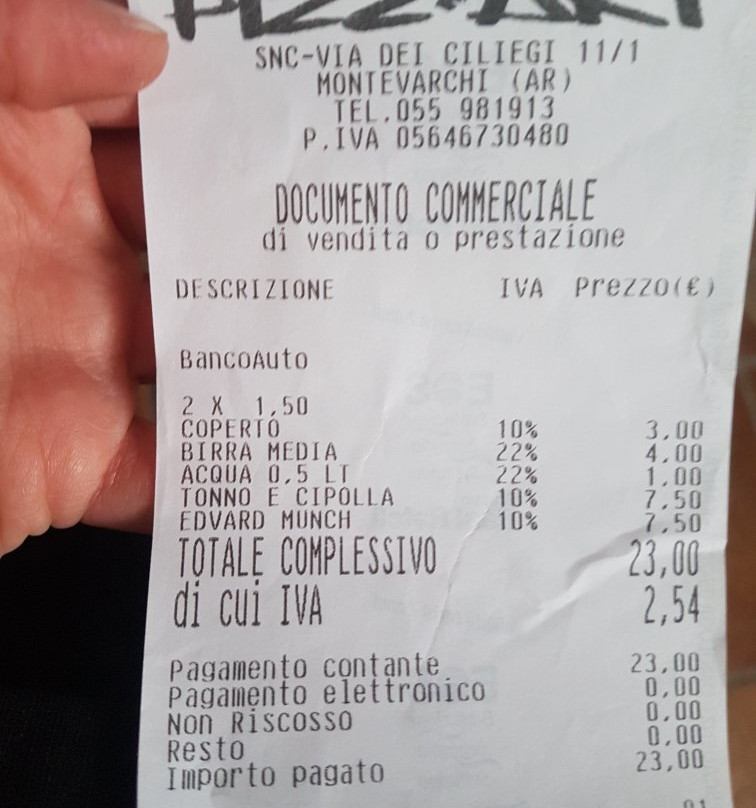 SNC-VIA DEI CILIEGI 11/1
MONTEVARCHI (AR)
TEL.055 981913
P.IVA 05646730480
DOCUMENTO COMMERCIALE
di vendita o prestazione
DESCRIZIONE IVA Prezzo(€)
BancoAuto
2 X 1,50
COPERTO 10% 3,00
BIRRA MEDIA 22% 4,00
ACQUA 0,5 LT 22% 1,00
TONNO E CIPOLLA 10% 7,50
EDVARD MUNCH 10% 7,50
TOTALE COMPLESSIVO 23,00
di cui IVA 2,54
Pagamento contante 23,00
Pagamento elettronico 0,00
Non Riscosso 0,00
Resto 0,00
Importo pagato 23,00